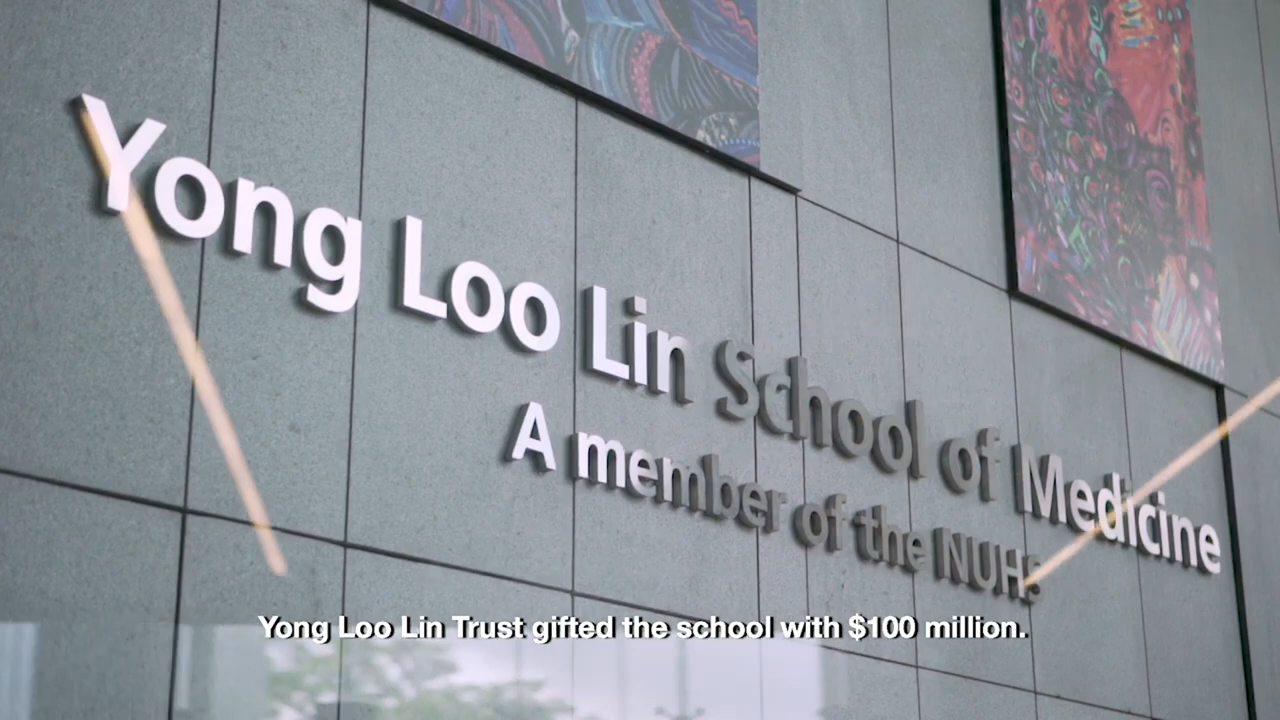 Yong Loo Lin School of Medicine
A member of the NUHS
Yong Loo Lin Trust gifted the school with $100 million.